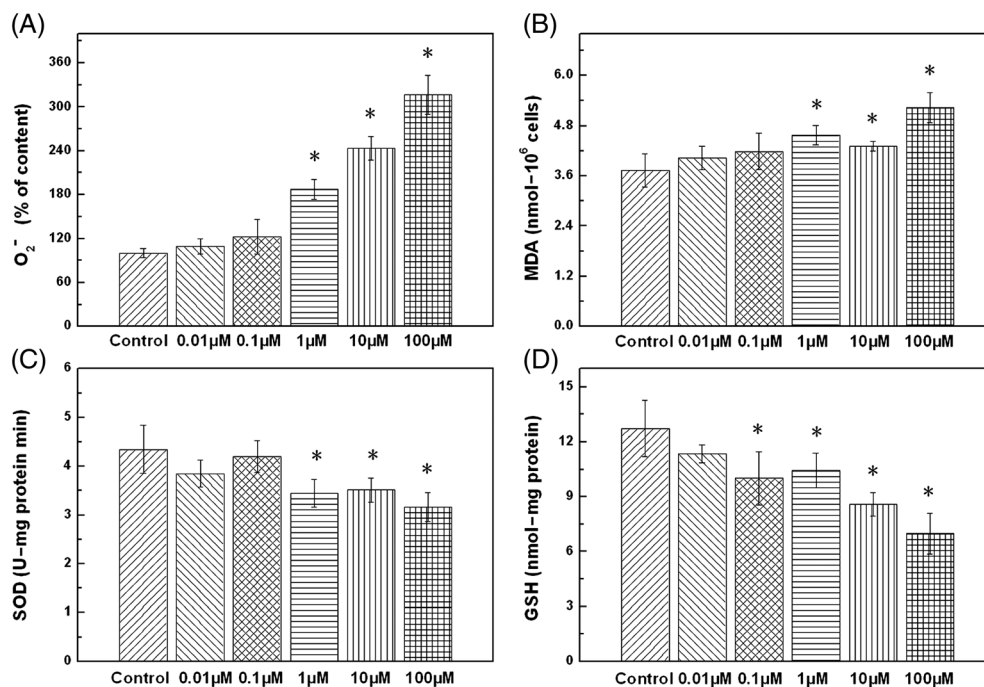 (A)
O₂⁻ (% of content)
360
300
240
180
120
60
0
* * *
Control 0.01µM 0.1µM 1µM 10µM 100µM
(B)
MDA (nmol−10⁶ cells)
6.0
4.8
3.6
2.4
1.2
0.0
* * *
Control 0.01µM 0.1µM 1µM 10µM 100µM
(C)
SOD (U−mg protein min)
6
5
4
3
2
1
0
* * *
Control 0.01µM 0.1µM 1µM 10µM 100µM
(D)
GSH (nmol−mg protein)
15
12
9
6
3
0
* * * *
Control 0.01µM 0.1µM 1µM 10µM 100µM